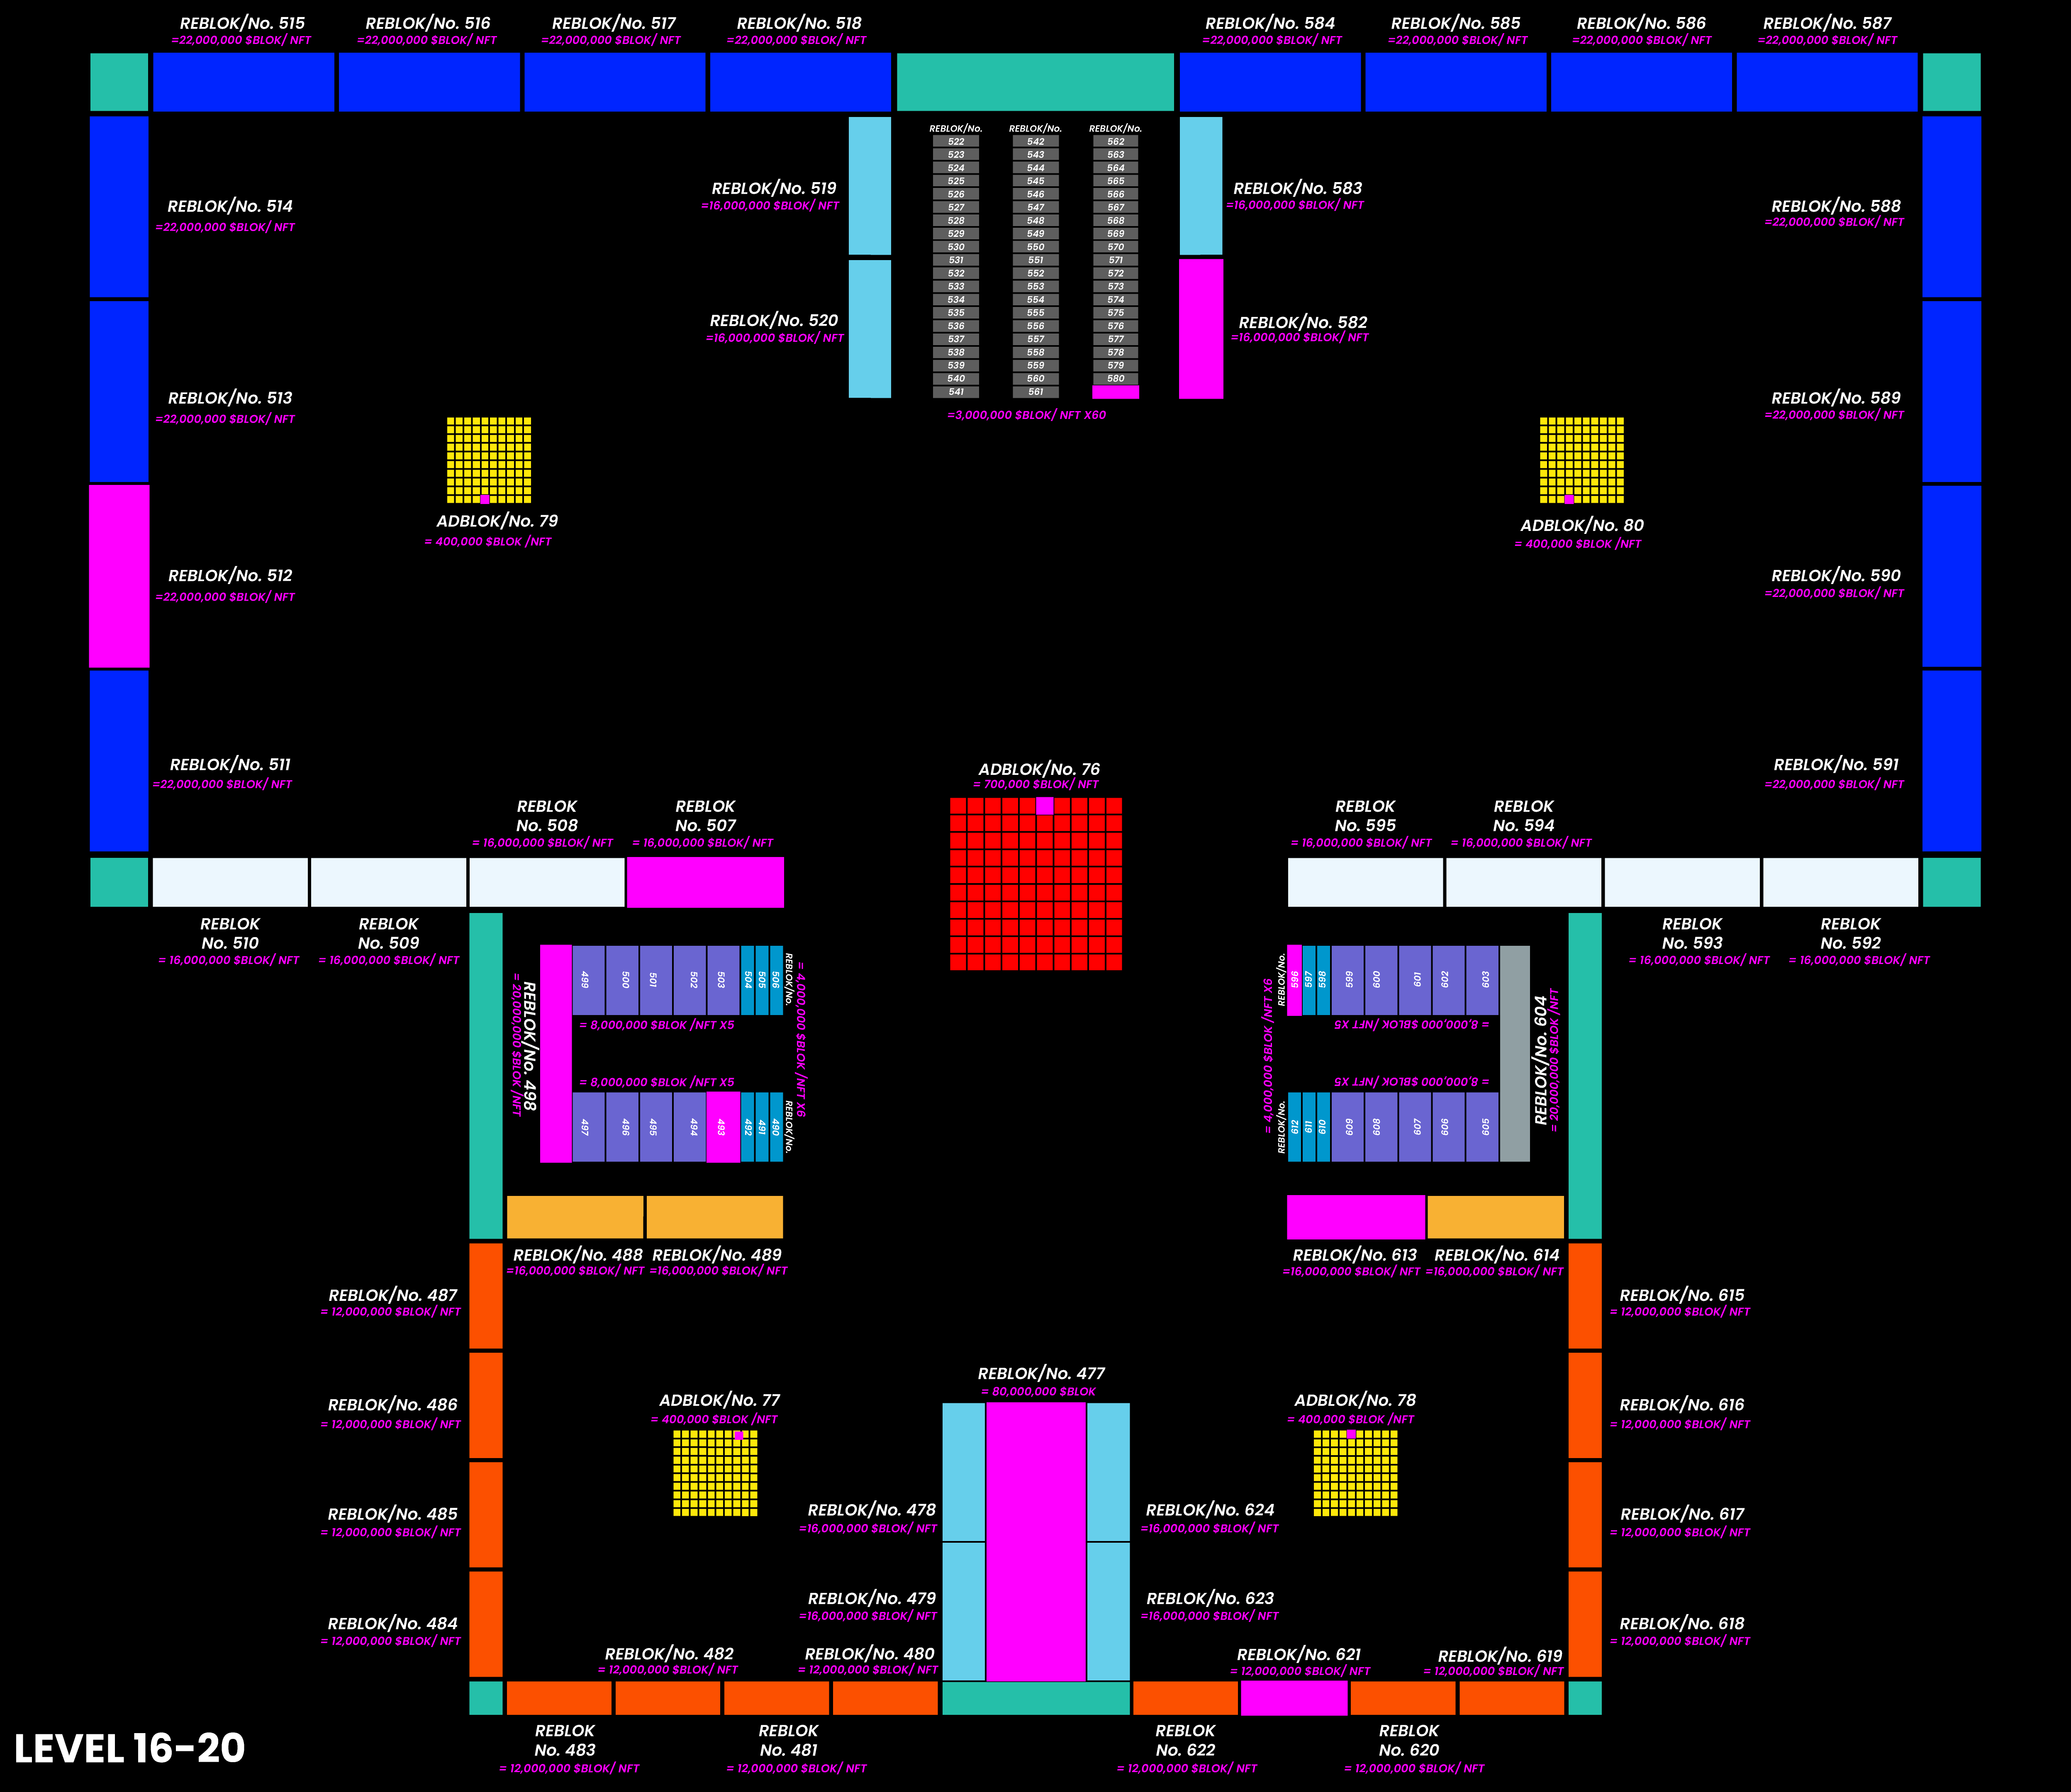 REBLOK/No. 515
=22,000,000 $BLOK/ NFT
REBLOK/No. 516
=22,000,000 $BLOK/ NFT
REBLOK/No. 517
=22,000,000 $BLOK/ NFT
REBLOK/No. 518
=22,000,000 $BLOK/ NFT
REBLOK/No. 584
=22,000,000 $BLOK/ NFT
REBLOK/No. 585
=22,000,000 $BLOK/ NFT
REBLOK/No. 586
=22,000,000 $BLOK/ NFT
REBLOK/No. 587
=22,000,000 $BLOK/ NFT
REBLOK/No. 514
=22,000,000 $BLOK/ NFT
REBLOK/No. 519
=16,000,000 $BLOK/ NFT
REBLOK/No. 520
=16,000,000 $BLOK/ NFT
REBLOK/No.
522
523
524
525
526
527
528
529
530
531
532
533
534
535
536
537
538
539
540
541
REBLOK/No.
542
543
544
545
546
547
548
549
550
551
552
553
554
555
556
557
558
559
560
561
REBLOK/No.
562
563
564
565
566
567
568
569
570
571
572
573
574
575
576
577
578
579
580
=3,000,000 $BLOK/ NFT X60
REBLOK/No. 583
=16,000,000 $BLOK/ NFT
REBLOK/No. 582
=16,000,000 $BLOK/ NFT
REBLOK/No. 588
=22,000,000 $BLOK/ NFT
REBLOK/No. 513
=22,000,000 $BLOK/ NFT
REBLOK/No. 589
=22,000,000 $BLOK/ NFT
ADBLOK/No. 79
= 400,000 $BLOK /NFT
ADBLOK/No. 80
= 400,000 $BLOK /NFT
REBLOK/No. 512
=22,000,000 $BLOK/ NFT
REBLOK/No. 590
=22,000,000 $BLOK/ NFT
REBLOK/No. 511
=22,000,000 $BLOK/ NFT
ADBLOK/No. 76
= 700,000 $BLOK/ NFT
REBLOK/No. 591
=22,000,000 $BLOK/ NFT
REBLOK
No. 508
= 16,000,000 $BLOK/ NFT
REBLOK
No. 507
= 16,000,000 $BLOK/ NFT
REBLOK
No. 595
= 16,000,000 $BLOK/ NFT
REBLOK
No. 594
= 16,000,000 $BLOK/ NFT
REBLOK
No. 510
= 16,000,000 $BLOK/ NFT
REBLOK
No. 509
= 16,000,000 $BLOK/ NFT
REBLOK
No. 593
= 16,000,000 $BLOK/ NFT
REBLOK
No. 592
= 16,000,000 $BLOK/ NFT
REBLOK/No. 498
= 20,000,000 $BLOK /NFT
499
500
501
502
503
504
505
506
REBLOK/No.
= 4,000,000 $BLOK /NFT X6
= 8,000,000 $BLOK /NFT X5
= 8,000,000 $BLOK /NFT X5
497
496
495
494
493
492
491
490
REBLOK/No.
= 4,000,000 $BLOK /NFT X6
REBLOK/No.
596
597
598
599
600
601
602
603
= 8,000,000 $BLOK /NFT X5
= 8,000,000 $BLOK /NFT X5
REBLOK/No.
612
611
610
609
608
607
606
605
REBLOK/No. 604
= 20,000,000 $BLOK /NFT
REBLOK/No. 488
=16,000,000 $BLOK/ NFT
REBLOK/No. 489
=16,000,000 $BLOK/ NFT
REBLOK/No. 613
=16,000,000 $BLOK/ NFT
REBLOK/No. 614
=16,000,000 $BLOK/ NFT
REBLOK/No. 487
= 12,000,000 $BLOK/ NFT
REBLOK/No. 615
= 12,000,000 $BLOK/ NFT
REBLOK/No. 486
= 12,000,000 $BLOK/ NFT
ADBLOK/No. 77
= 400,000 $BLOK /NFT
REBLOK/No. 477
= 80,000,000 $BLOK
ADBLOK/No. 78
= 400,000 $BLOK /NFT
REBLOK/No. 616
= 12,000,000 $BLOK/ NFT
REBLOK/No. 485
= 12,000,000 $BLOK/ NFT
REBLOK/No. 478
=16,000,000 $BLOK/ NFT
REBLOK/No. 624
=16,000,000 $BLOK/ NFT
REBLOK/No. 617
= 12,000,000 $BLOK/ NFT
REBLOK/No. 484
= 12,000,000 $BLOK/ NFT
REBLOK/No. 479
=16,000,000 $BLOK/ NFT
REBLOK/No. 623
=16,000,000 $BLOK/ NFT
REBLOK/No. 618
= 12,000,000 $BLOK/ NFT
REBLOK/No. 482
= 12,000,000 $BLOK/ NFT
REBLOK/No. 480
= 12,000,000 $BLOK/ NFT
REBLOK/No. 621
= 12,000,000 $BLOK/ NFT
REBLOK/No. 619
= 12,000,000 $BLOK/ NFT
REBLOK
No. 483
= 12,000,000 $BLOK/ NFT
REBLOK
No. 481
= 12,000,000 $BLOK/ NFT
REBLOK
No. 622
= 12,000,000 $BLOK/ NFT
REBLOK
No. 620
= 12,000,000 $BLOK/ NFT
LEVEL 16-20